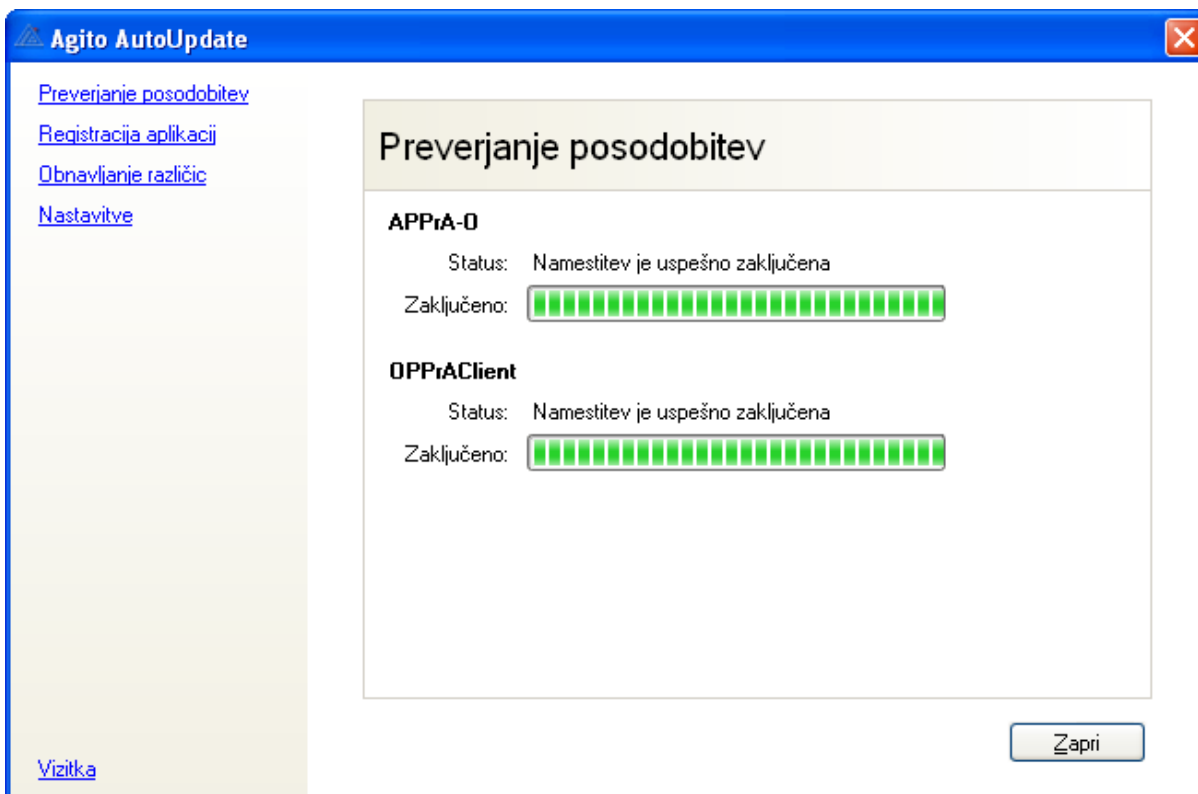 Agito AutoUpdate
Preverjanje posodobitev
Registracija aplikacij
Obnavljanje različic
Nastavitve
Vizitka
Preverjanje posodobitev
APPrA-O
Status: Namestitev je uspešno zaključena
Zaključeno:
OPPrAClient
Status: Namestitev je uspešno zaključena
Zaključeno:
Zapri